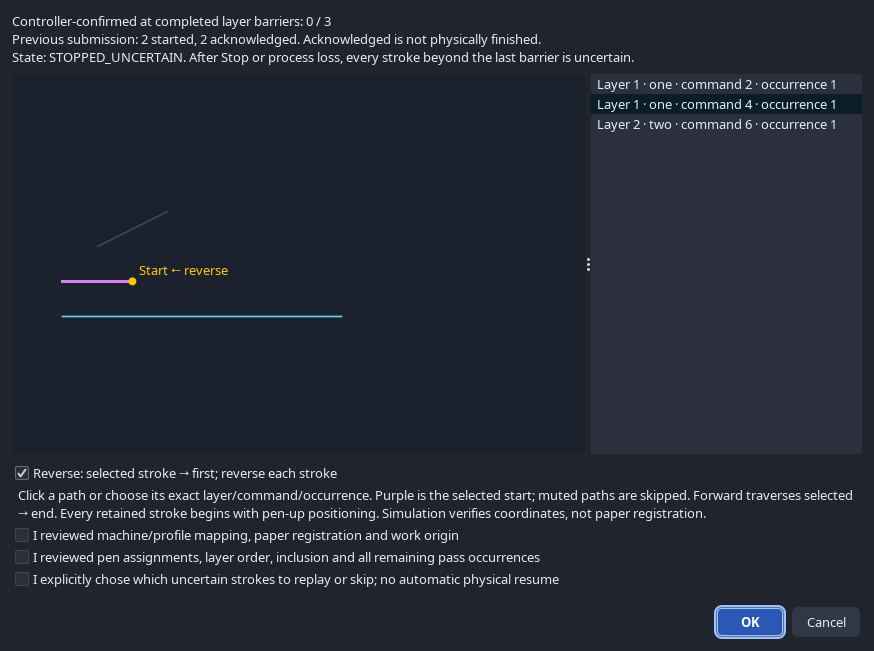 Controller-confirmed at completed layer barriers: 0 / 3
Previous submission: 2 started, 2 acknowledged. Acknowledged is not physically finished.
State: STOPPED_UNCERTAIN. After Stop or process loss, every stroke beyond the last barrier is uncertain.
Layer 1 · one · command 2 · occurrence 1
Layer 1 · one · command 4 · occurrence 1
Layer 2 · two · command 6 · occurrence 1
Start ← reverse
Reverse: selected stroke → first; reverse each stroke
Click a path or choose its exact layer/command/occurrence. Purple is the selected start; muted paths are skipped. Forward traverses selected
→ end. Every retained stroke begins with pen-up positioning. Simulation verifies coordinates, not paper registration.
I reviewed machine/profile mapping, paper registration and work origin
I reviewed pen assignments, layer order, inclusion and all remaining pass occurrences
I explicitly chose which uncertain strokes to replay or skip; no automatic physical resume
OK
Cancel